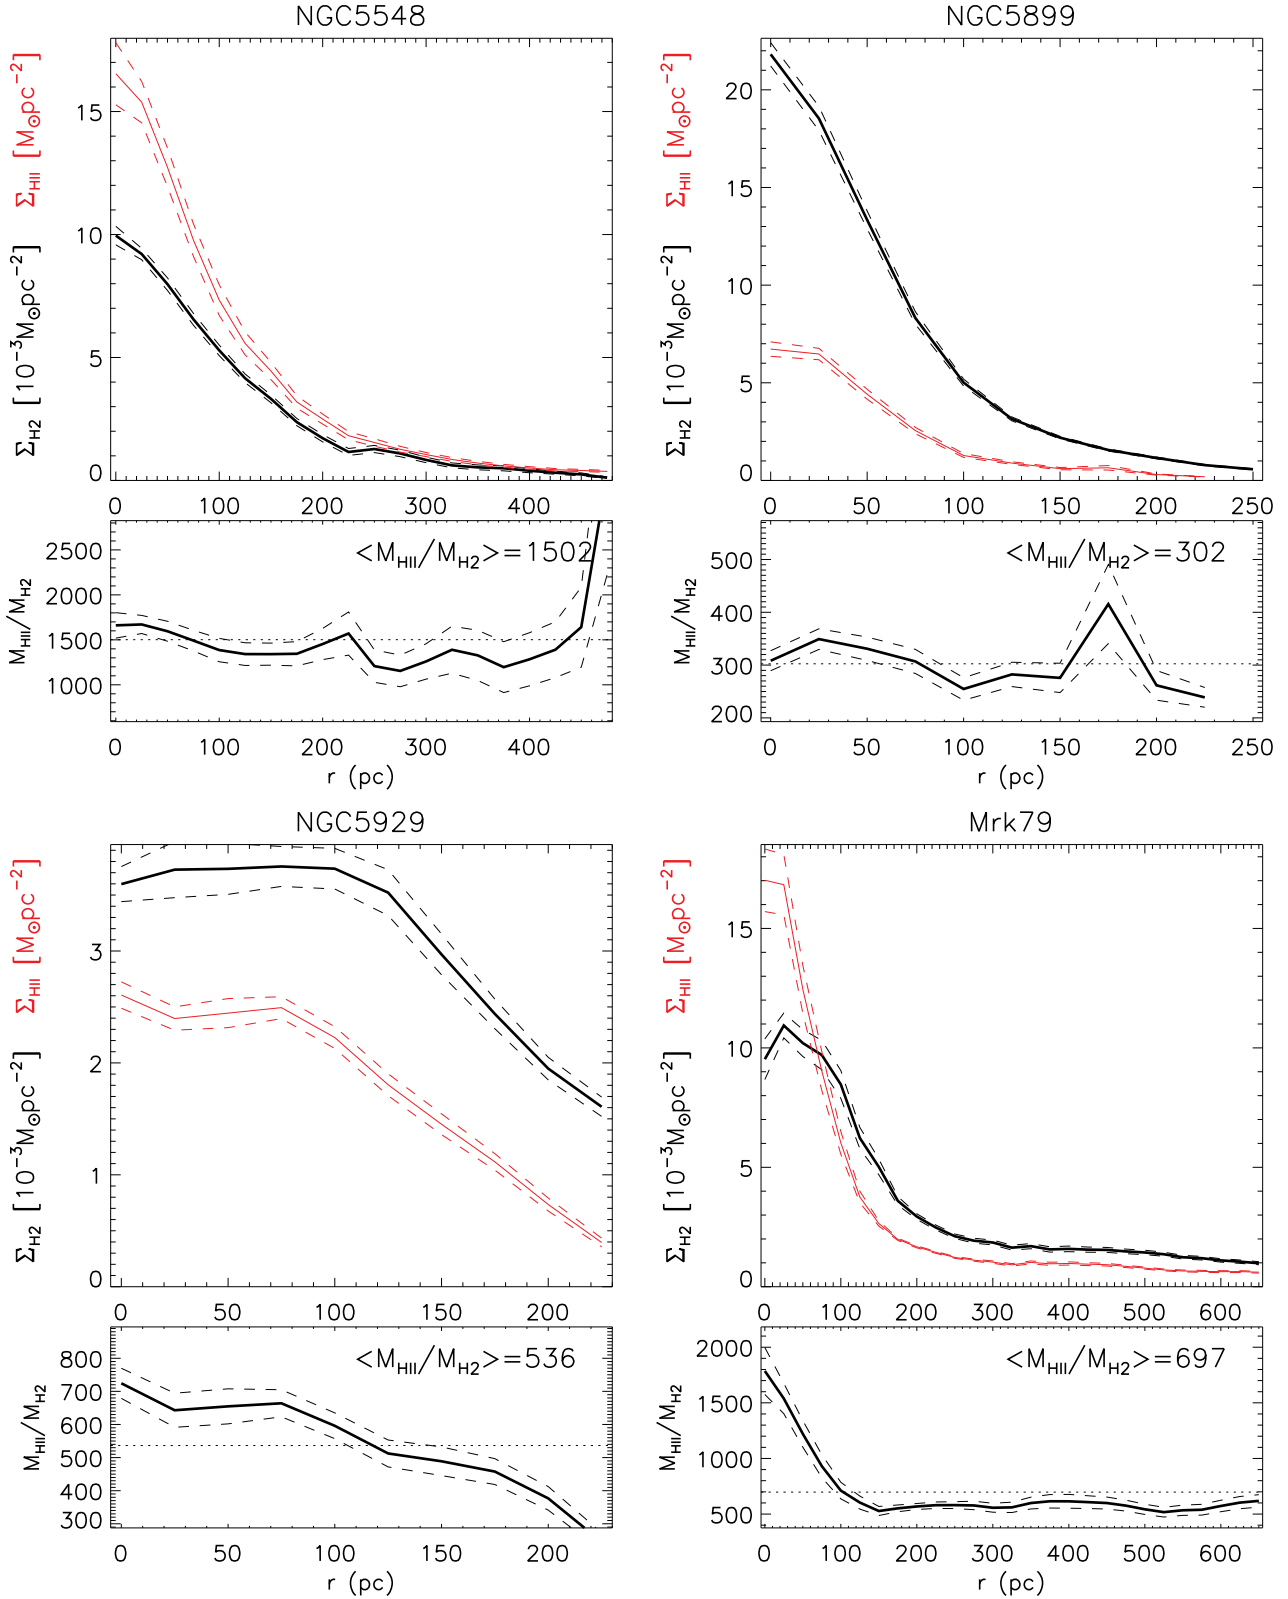 NGC5548
Σ_H2 [10⁻³M⊙pc⁻²] Σ_HII [M⊙pc⁻²]
15
10
5
0
0 100 200 300 400
<M_HII/M_H2>=1502
M_HII/M_H2
2500
2000
1500
1000
0 100 200 300 400
r (pc)
NGC5899
Σ_H2 [10⁻³M⊙pc⁻²] Σ_HII [M⊙pc⁻²]
20
15
10
5
0
0 50 100 150 200 250
<M_HII/M_H2>=302
M_HII/M_H2
500
400
300
200
0 50 100 150 200 250
r (pc)
NGC5929
Σ_H2 [10⁻³M⊙pc⁻²] Σ_HII [M⊙pc⁻²]
3
2
1
0
0 50 100 150 200
<M_HII/M_H2>=536
M_HII/M_H2
800
700
600
500
400
300
0 50 100 150 200
r (pc)
Mrk79
Σ_H2 [10⁻³M⊙pc⁻²] Σ_HII [M⊙pc⁻²]
15
10
5
0
0 100 200 300 400 500 600
<M_HII/M_H2>=697
M_HII/M_H2
2000
1500
1000
500
0 100 200 300 400 500 600
r (pc)